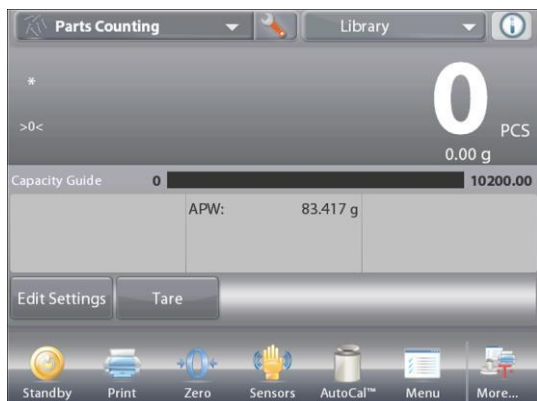 Parts Counting Library
*
0
>0<
PCS
0.00 g
Capacity Guide 0 10200.00
APW: 83.417 g
Edit Settings Tare
Standby Print Zero Sensors AutoCal™ Menu More...